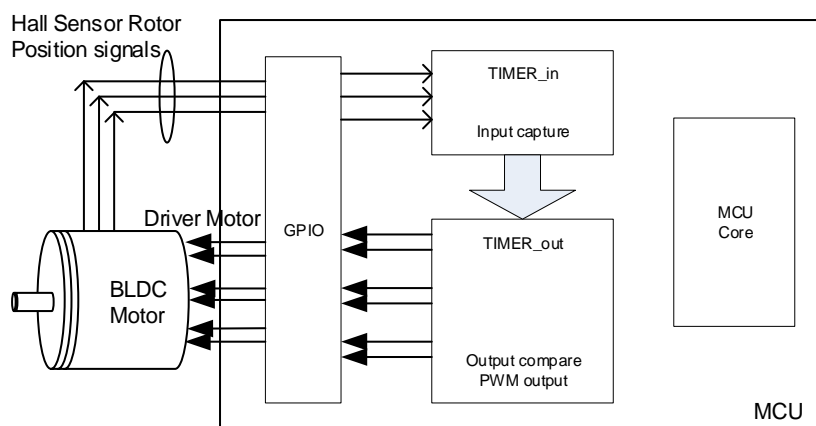 Hall Sensor Rotor
Position signals
TIMER_in
Input capture
Driver Motor
GPIO
TIMER_out
MCU
Core
BLDC
Motor
Output compare
PWM output
MCU